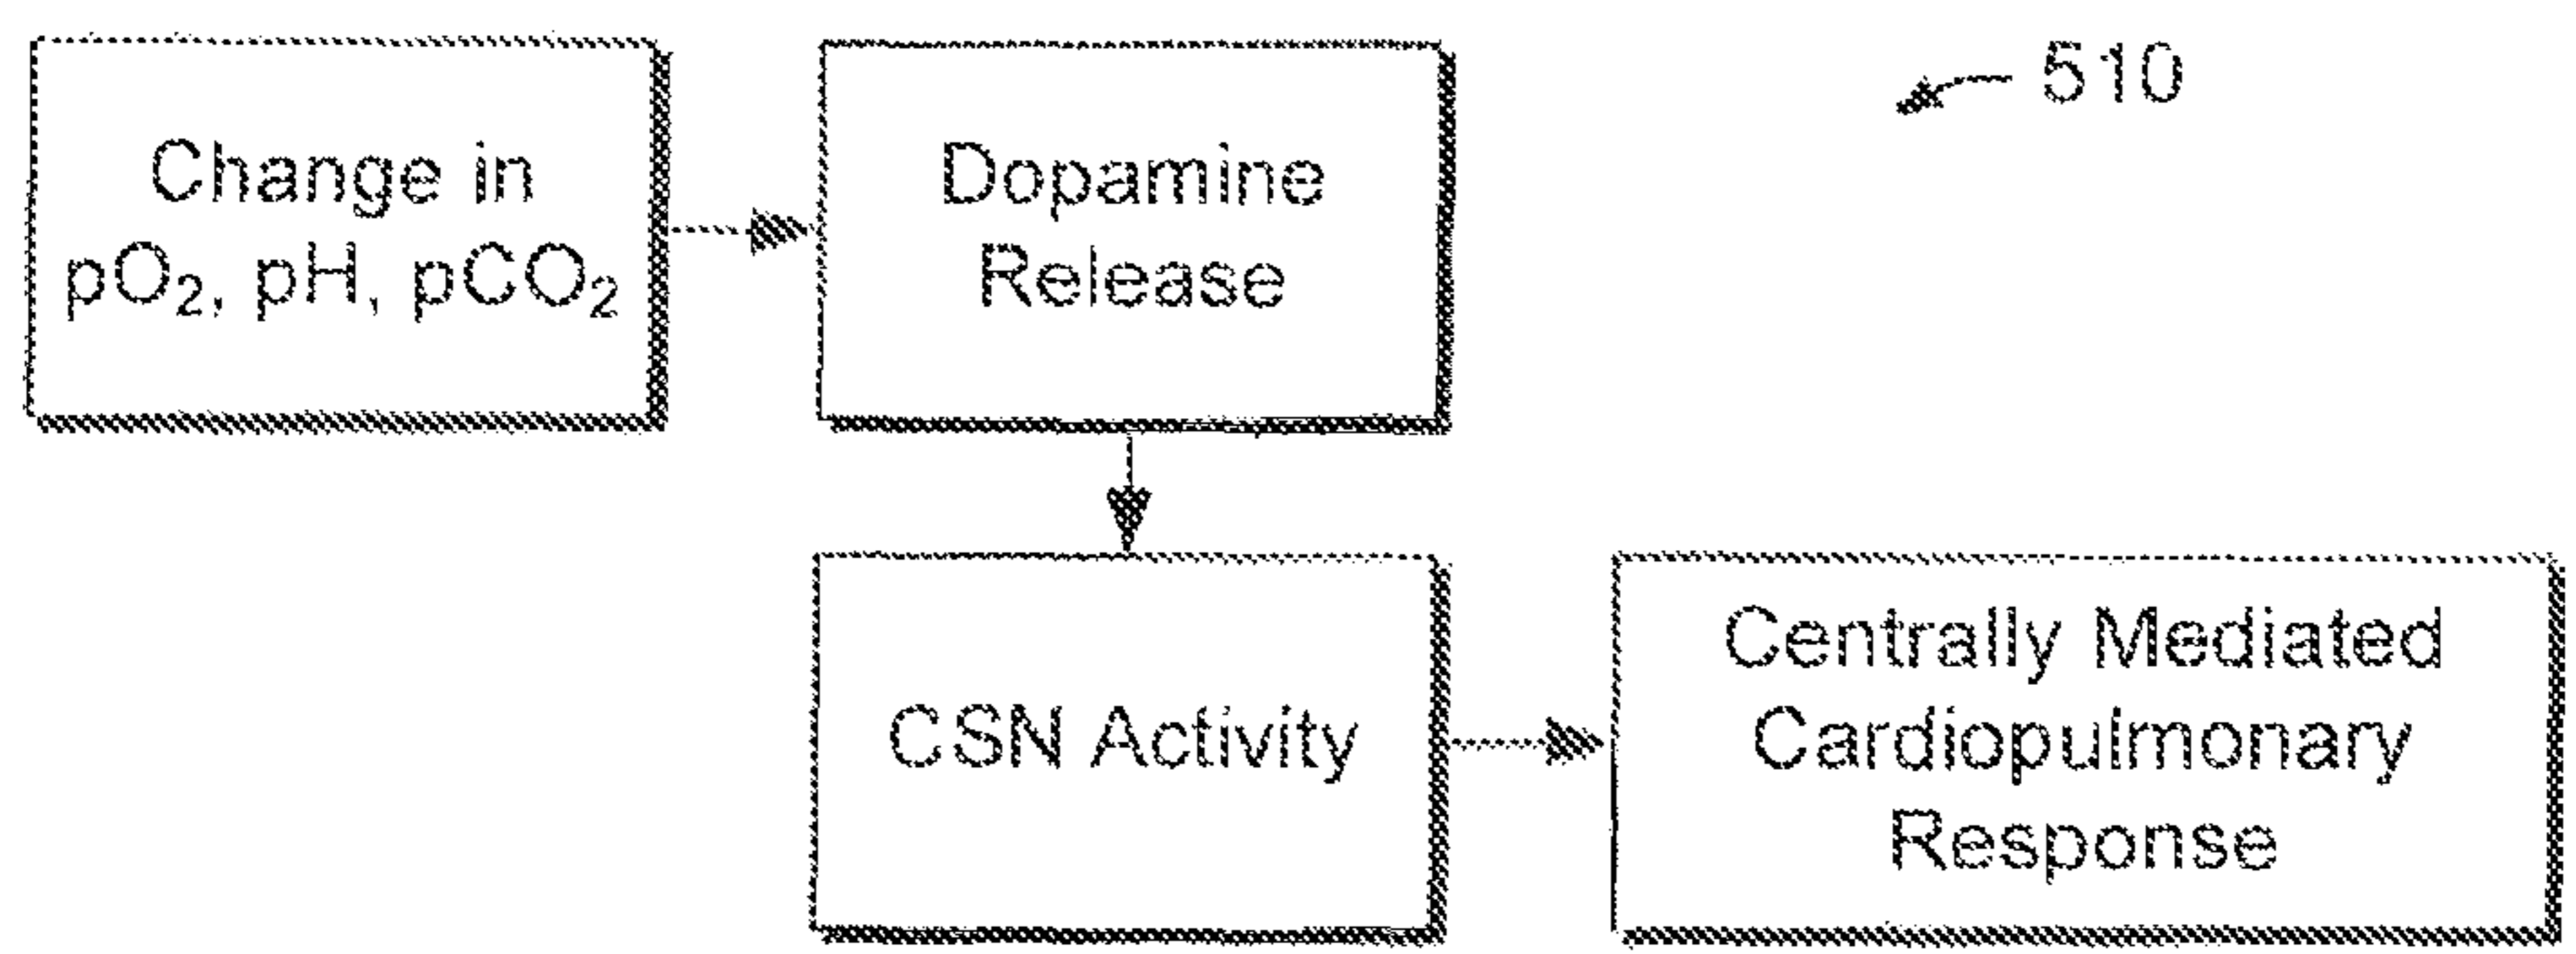 510
Change in
pO₂, pH, pCO₂
Dopamine
Release
CSN Activity
Centrally Mediated
Cardiopulmonary
Response